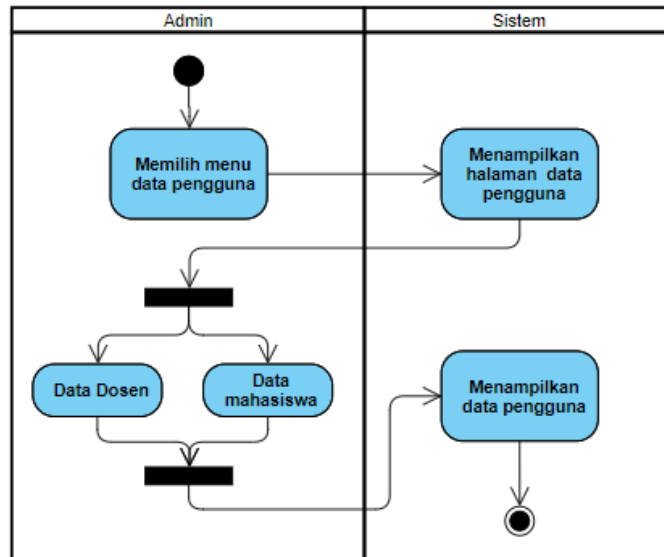 Admin
Sistem
Memilih menu
data pengguna
Menampilkan
halaman data
pengguna
Data Dosen
Data
mahasiswa
Menampilkan
data pengguna